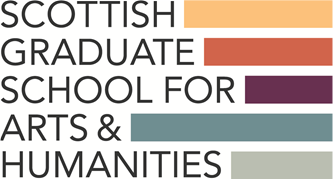 SCOTTISH
GRADUATE
SCHOOL FOR
ARTS &
HUMANITIES